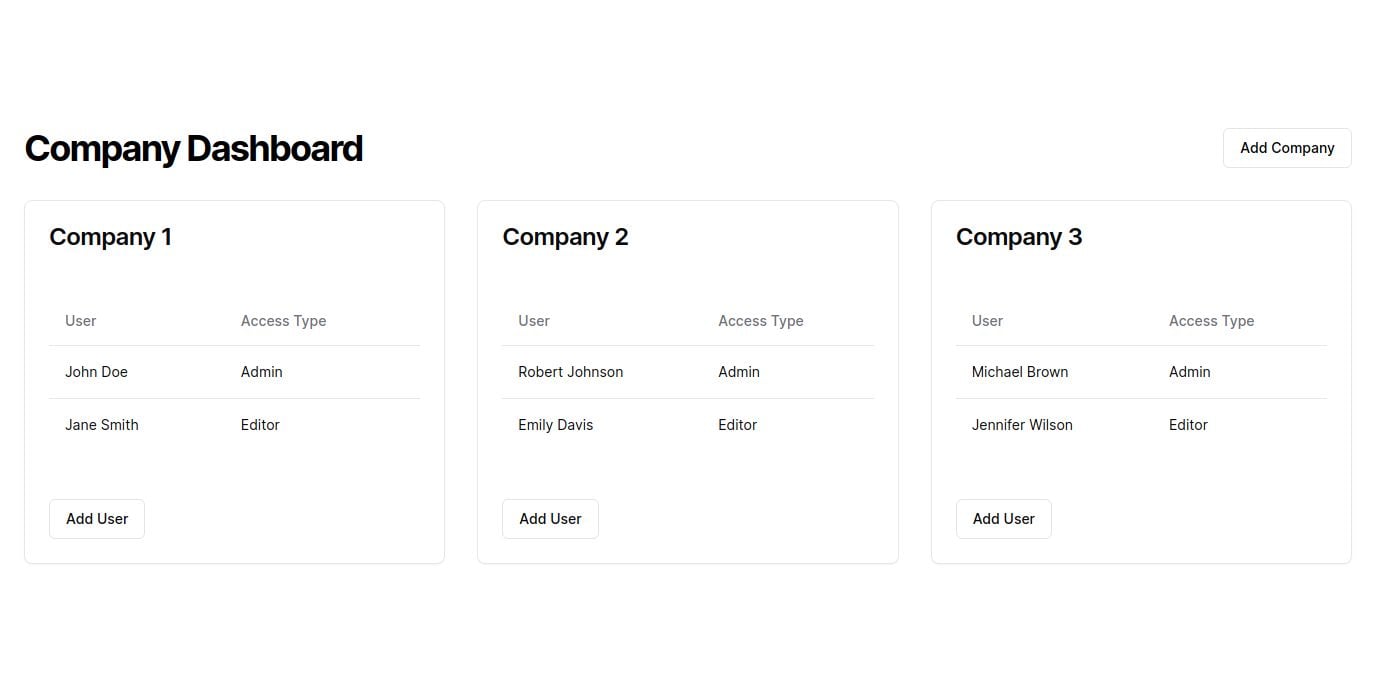 Company Dashboard
Add Company
Company 1
User Access Type
John Doe Admin
Jane Smith Editor
Add User
Company 2
User Access Type
Robert Johnson Admin
Emily Davis Editor
Add User
Company 3
User Access Type
Michael Brown Admin
Jennifer Wilson Editor
Add User